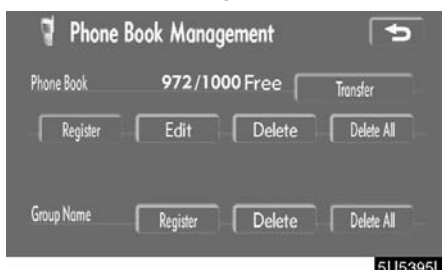 Phone Book Management
Phone Book 972/1000 Free Transfer
Register Edit Delete Delete All
Group Name Register Delete Delete All
5U5395L